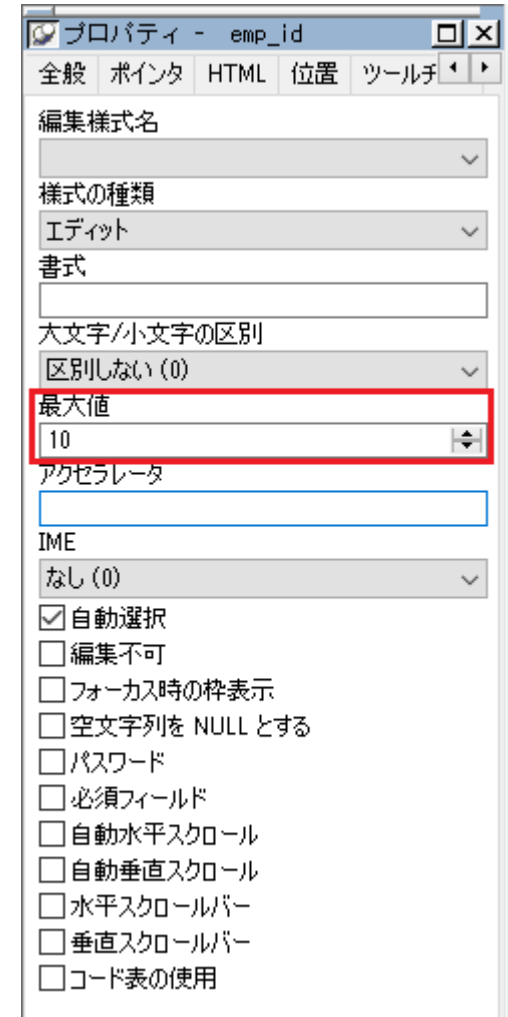 プロパティ - emp_id
全般 ポインタ HTML 位置 ツールチ
編集様式名
様式の種類
エディット
書式
大文字/小文字の区別
区別しない (0)
最大値
10
アクセラレータ
IME
なし (0)
自動選択
編集不可
フォーカス時の枠表示
空文字列を NULL とする
パスワード
必須フィールド
自動水平スクロール
自動垂直スクロール
水平スクロールバー
垂直スクロールバー
コード表の使用